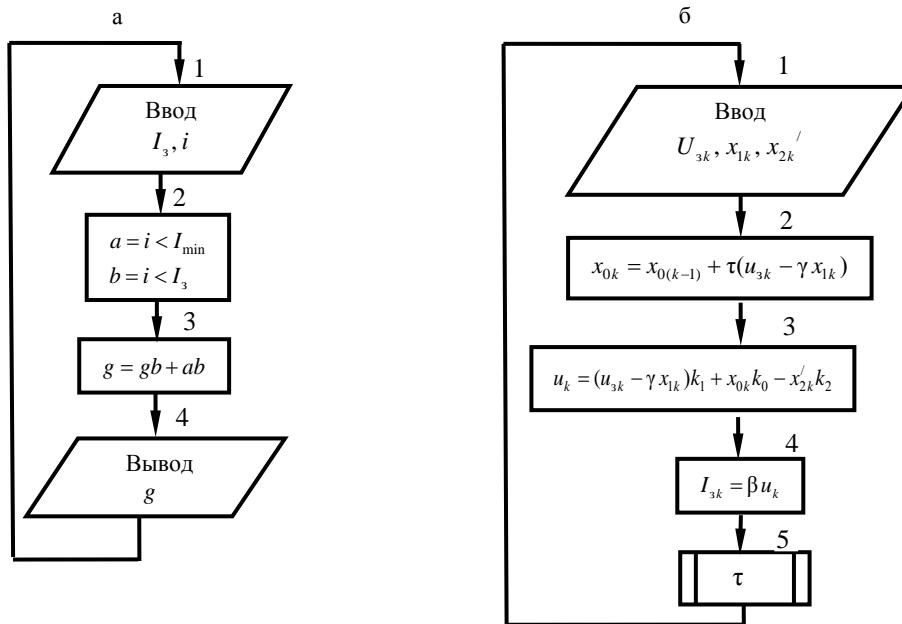 а
1
Ввод
I_з, i
2
a = i < I_min
b = i < I_з
3
g = gb + ab
4
Вывод
g
б
1
Ввод
U_зk, x_1k, x_2k^/
2
x_0k = x_0(k−1) + τ(u_зk − γ x_1k)
3
u_k = (u_зk − γ x_1k)k_1 + x_0k k_0 − x_2k^/ k_2
4
I_зk = β u_k
5
τ